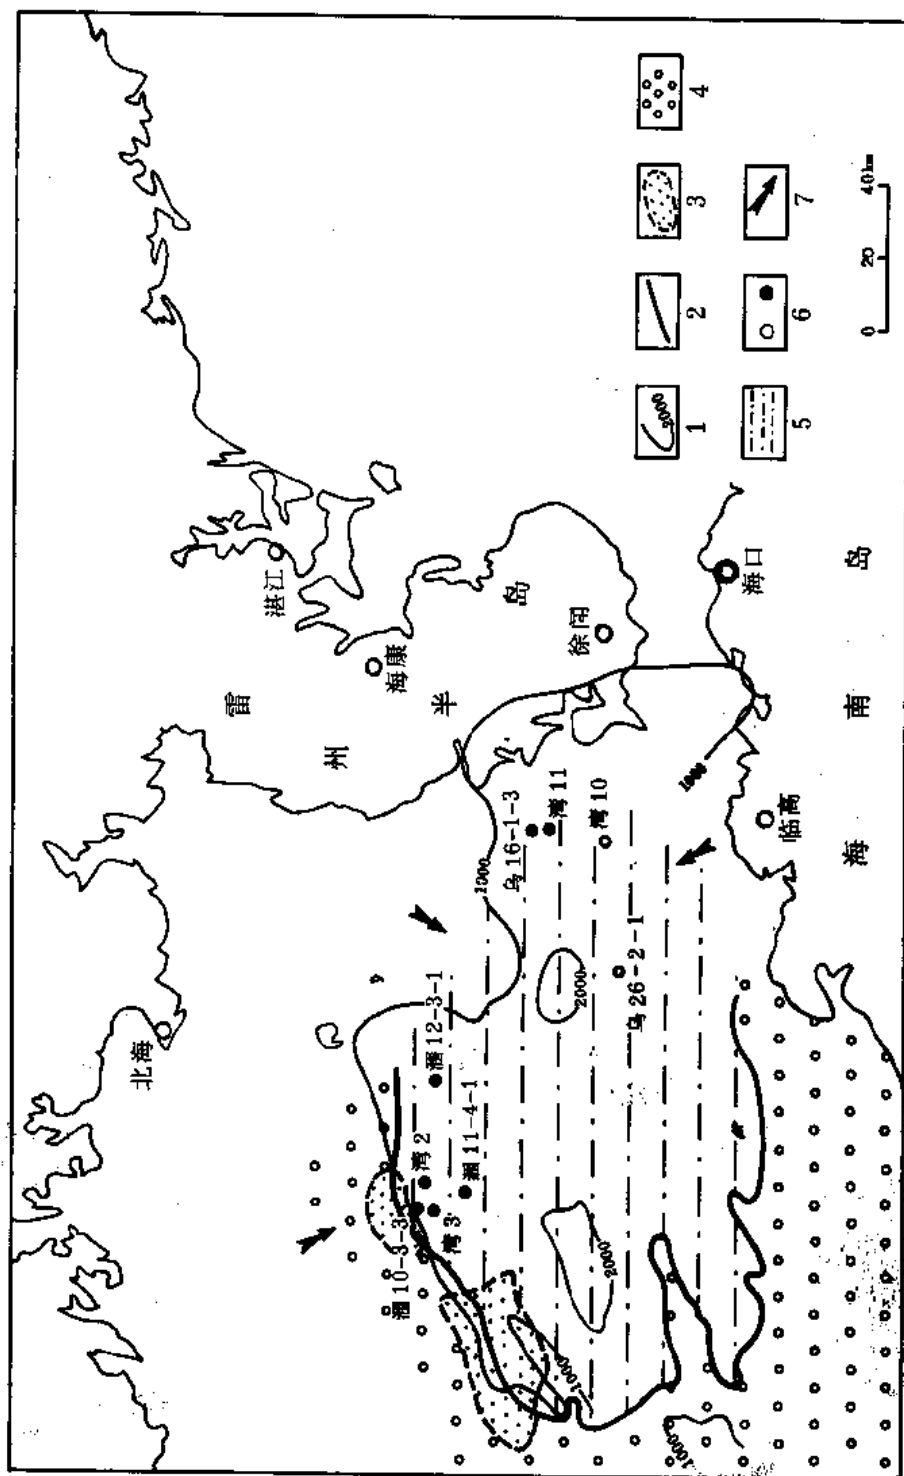 北海
湛江
雷
州
半
岛
海康
徐闻
海口
临高
海
南
岛
涠10-3-3
湾2
湾3
涠12-3-1
涠11-4-1
乌16-1-3
湾11
湾10
乌26-2-1
1000
1000
1000
1000
2000
2000
2000
1
2
3
4
5
6
7
0 20 40km